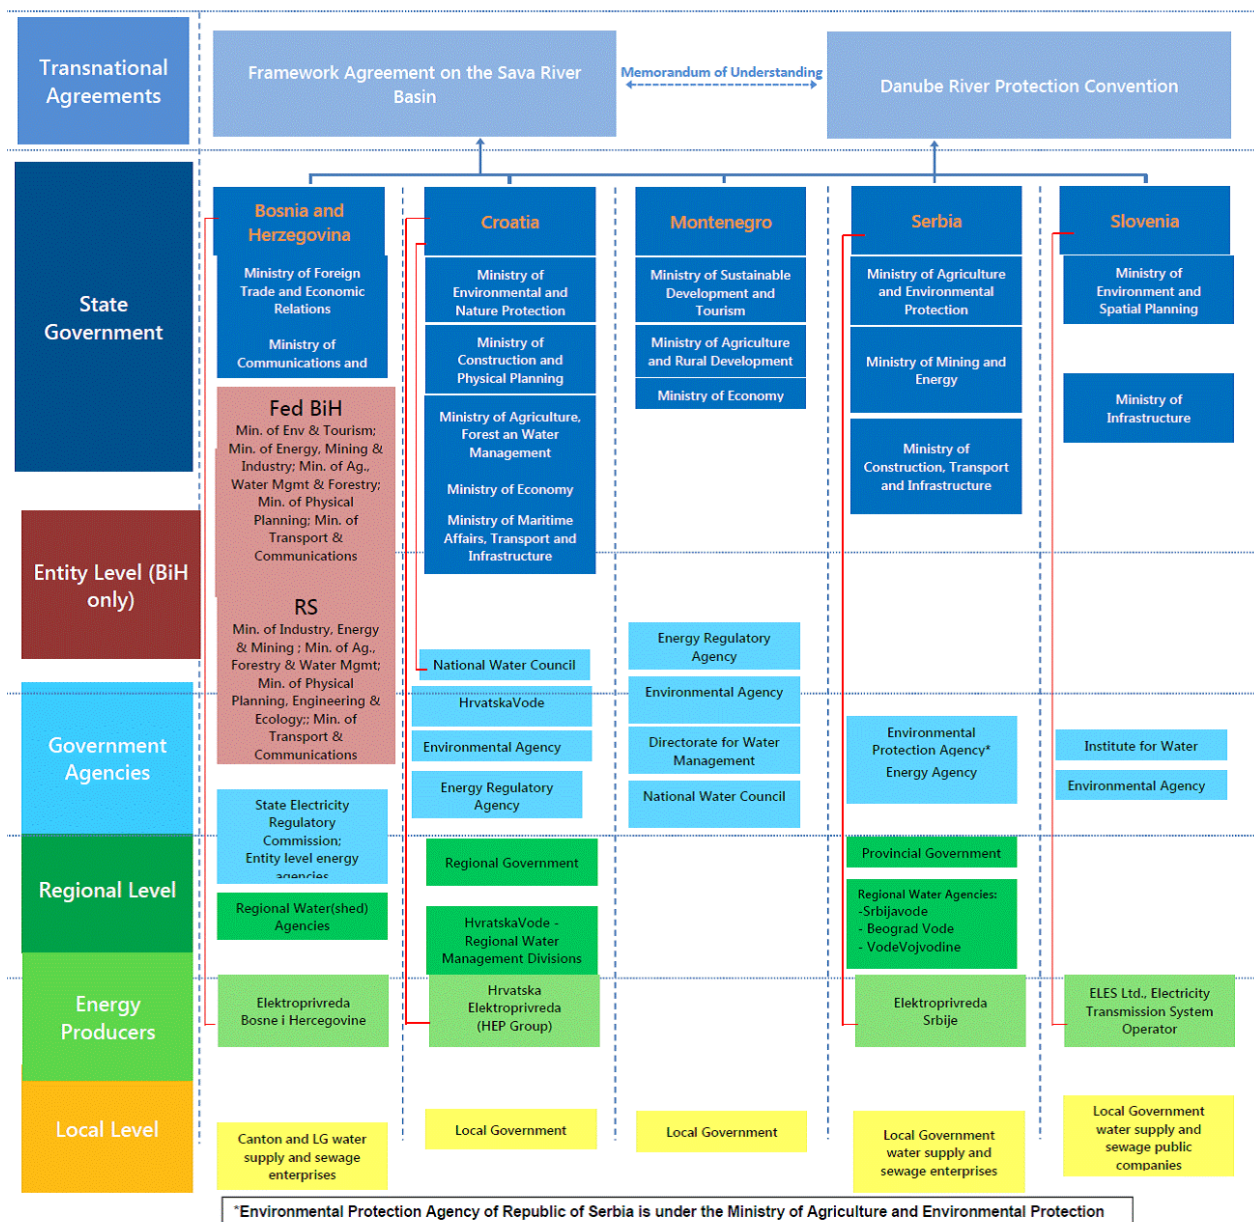 Transnational
Agreements
Framework Agreement on the Sava River
Basin
Memorandum of Understanding
Danube River Protection Convention
State
Government
Bosnia and
Herzegovina
Ministry of Foreign
Trade and Economic
Relations
Ministry of
Communications and
Croatia
Ministry of
Environmental and
Nature Protection
Ministry of
Construction and
Physical Planning
Ministry of Agriculture,
Forest an Water
Management
Ministry of Economy
Ministry of Maritime
Affairs, Transport and
Infrastructure
Montenegro
Ministry of Sustainable
Development and
Tourism
Ministry of Agriculture
and Rural Development
Ministry of Economy
Serbia
Ministry of Agriculture
and Environmental
Protection
Ministry of Mining and
Energy
Ministry of
Construction, Transport
and Infrastructure
Slovenia
Ministry of
Environment and
Spatial Planning
Ministry of
Infrastructure
Entity Level (BiH
only)
Fed BiH
Min. of Env & Tourism;
Min. of Energy, Mining &
Industry; Min. of Ag.,
Water Mgmt & Forestry;
Min. of Physical
Planning; Min. of
Transport &
Communications
RS
Min. of Industry, Energy
& Mining ; Min. of Ag.,
Forestry & Water Mgmt;
Min. of Physical
Planning, Engineering &
Ecology;; Min. of
Transport &
Communications
Government
Agencies
State Electricity
Regulatory
Commission;
Entity level energy
agencies
National Water Council
HrvatskaVode
Environmental Agency
Energy Regulatory
Agency
Energy Regulatory
Agency
Environmental Agency
Directorate for Water
Management
National Water Council
Environmental
Protection Agency*
Energy Agency
Institute for Water
Environmental Agency
Regional Level
Regional Water(shed)
Agencies
Regional Government
HvratskaVode -
Regional Water
Management Divisions
Provincial Government
Regional Water Agencies:
-Srbijavode
- Beograd Vode
- VodeVojvodine
Energy
Producers
Elektroprivreda
Bosne i Hercegovine
Hrvatska
Elektroprivreda
(HEP Group)
Elektroprivreda
Srbije
ELES Ltd., Electricity
Transmission System
Operator
Local Level
Canton and LG water
supply and sewage
enterprises
Local Government
Local Government
Local Government
water supply and
sewage enterprises
Local Government
water supply and
sewage public
companies
*Environmental Protection Agency of Republic of Serbia is under the Ministry of Agriculture and Environmental Protection